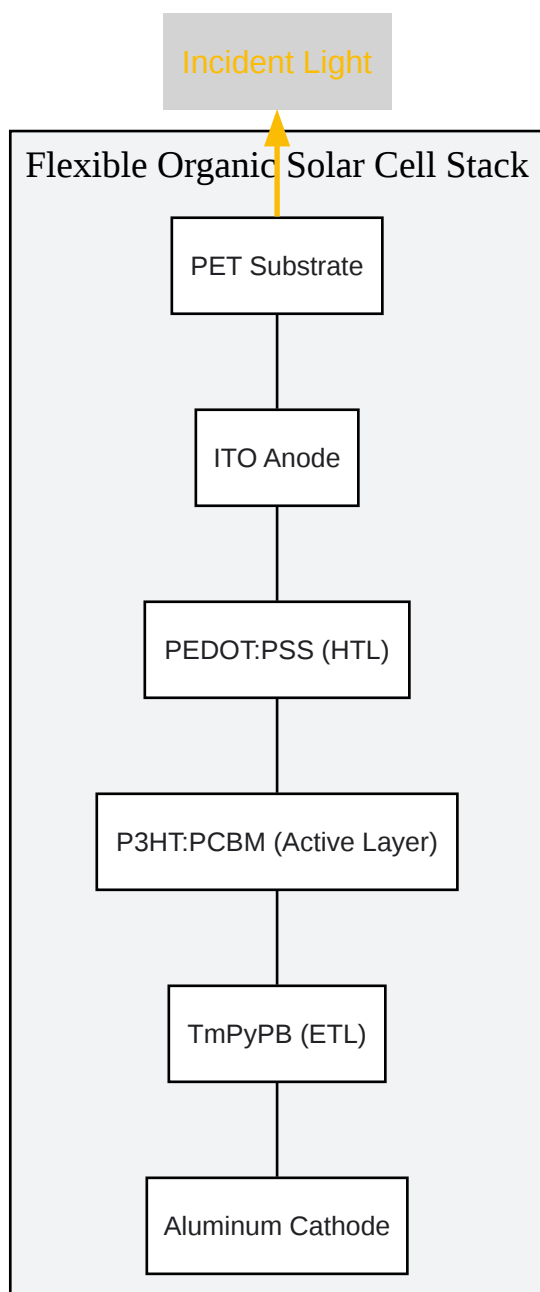 Incident Light
Flexible Organic Solar Cell Stack
PET Substrate
ITO Anode
PEDOT:PSS (HTL)
P3HT:PCBM (Active Layer)
TmPyPB (ETL)
Aluminum Cathode